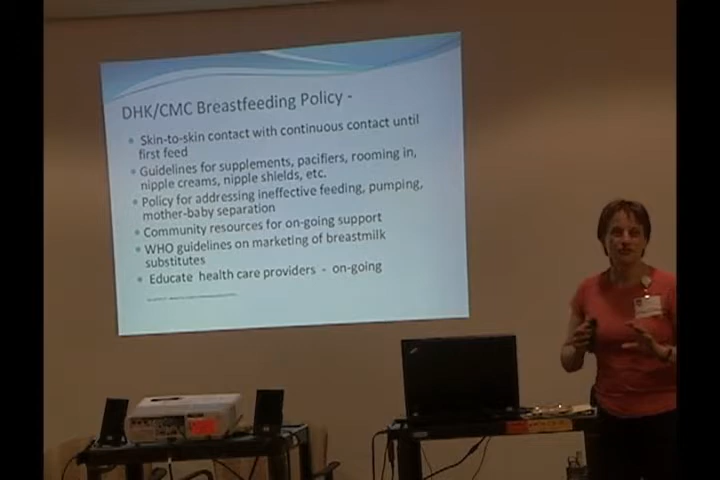 DHK/CMC Breastfeeding Policy -
• Skin-to-skin contact with continuous contact until
first feed
• Guidelines for supplements, pacifiers, rooming in,
nipple creams, nipple shields, etc.
• Policy for addressing ineffective feeding, pumping,
mother-baby separation
• Community resources for on-going support
• WHO guidelines on marketing of breastmilk
substitutes
• Educate health care providers - on-going